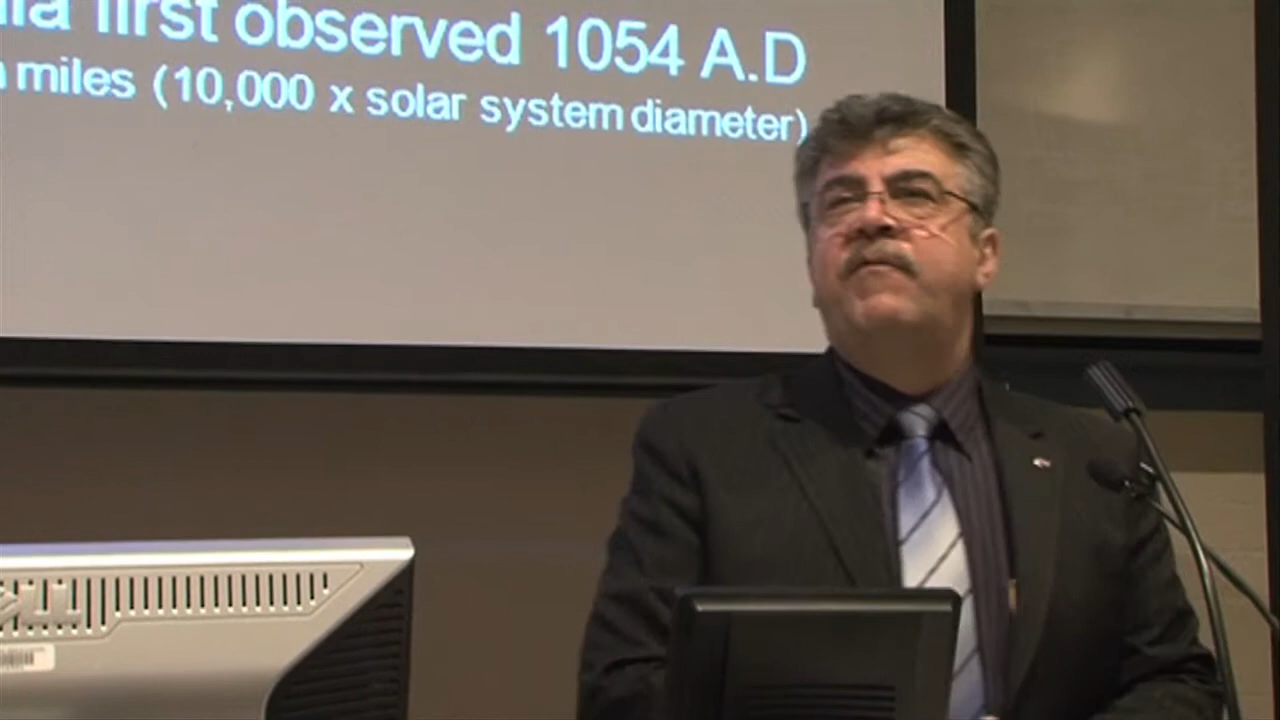 first observed 1054 A.D
miles (10,000 x solar system diameter)